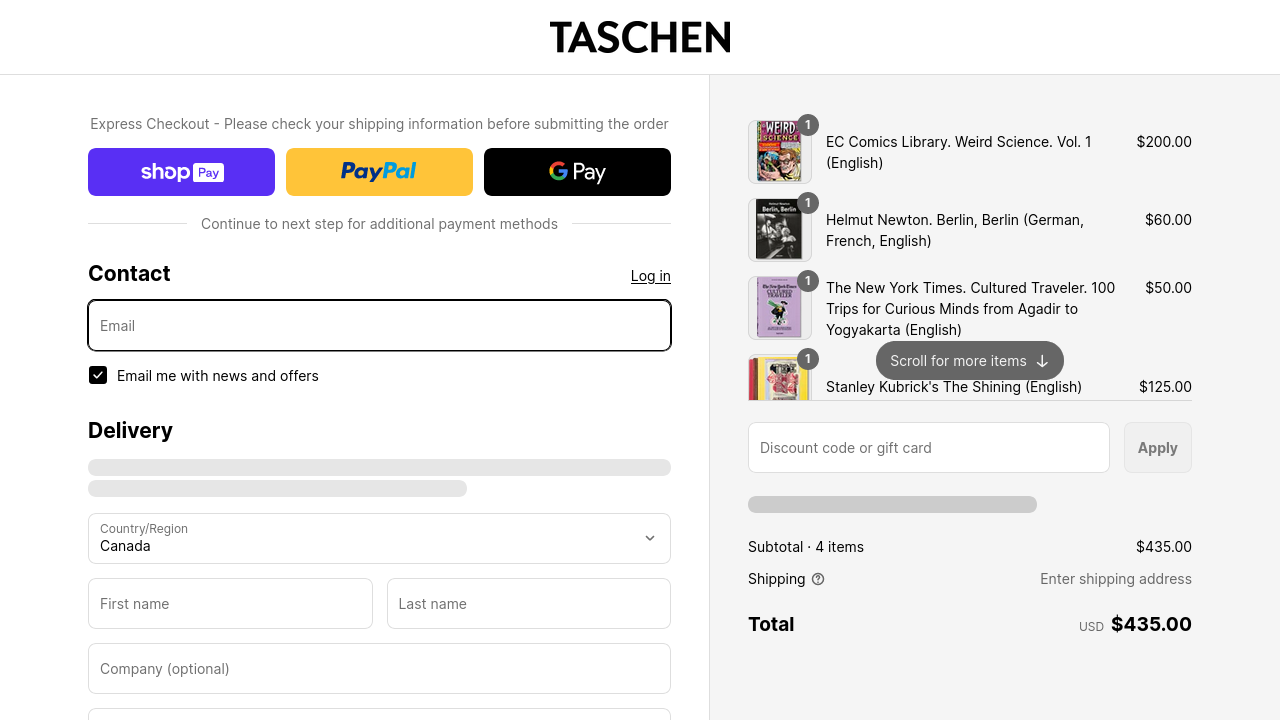 TASCHEN
Express Checkout - Please check your shipping information before submitting the order
shop Pay
PayPal
G Pay
Continue to next step for additional payment methods
Contact
Log in
Email
Email me with news and offers
Delivery
Country/Region
Canada
First name
Last name
Company (optional)
WEIRD
SCIENCE
1
EC Comics Library. Weird Science. Vol. 1
(English)
$200.00
Berlin, Berlin
1
Helmut Newton. Berlin, Berlin (German,
French, English)
$60.00
The New York Times
CULTURED
TRAVELER
1
The New York Times. Cultured Traveler. 100
Trips for Curious Minds from Agadir to
Yogyakarta (English)
$50.00
Scroll for more items
1
Stanley Kubrick's The Shining (English)
$125.00
Discount code or gift card
Apply
Subtotal · 4 items
$435.00
Shipping
Enter shipping address
Total
USD $435.00